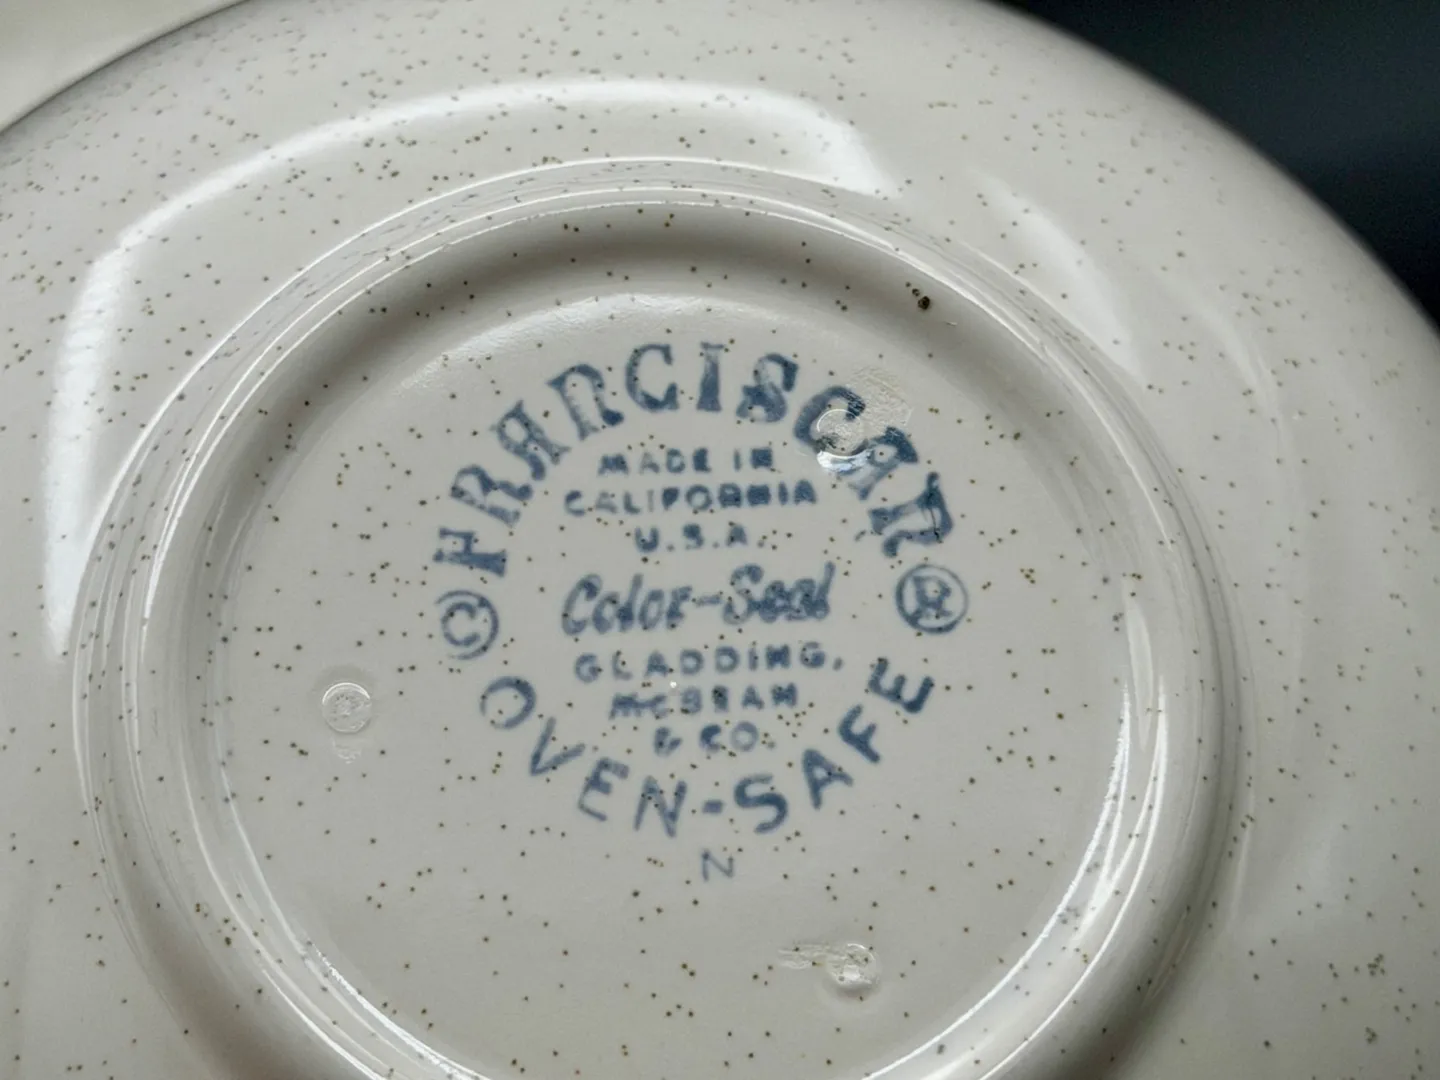 FRANCISCAN
MADE IN
CALIFORNIA
U.S.A.
© ®
Color-Seal
GLADDING,
McBEAN
& CO.
OVEN-SAFE
N